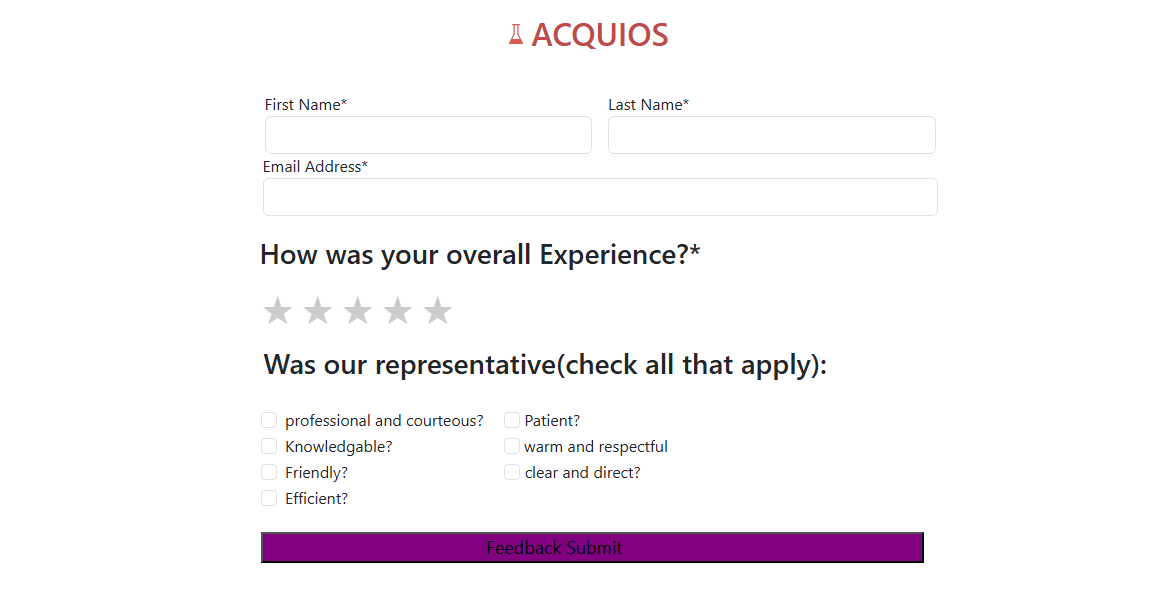 ACQUIOS
First Name* Last Name*
Email Address*
How was your overall Experience?*
Was our representative(check all that apply):
professional and courteous? Patient?
Knowledgable? warm and respectful
Friendly? clear and direct?
Efficient?
Feedback Submit